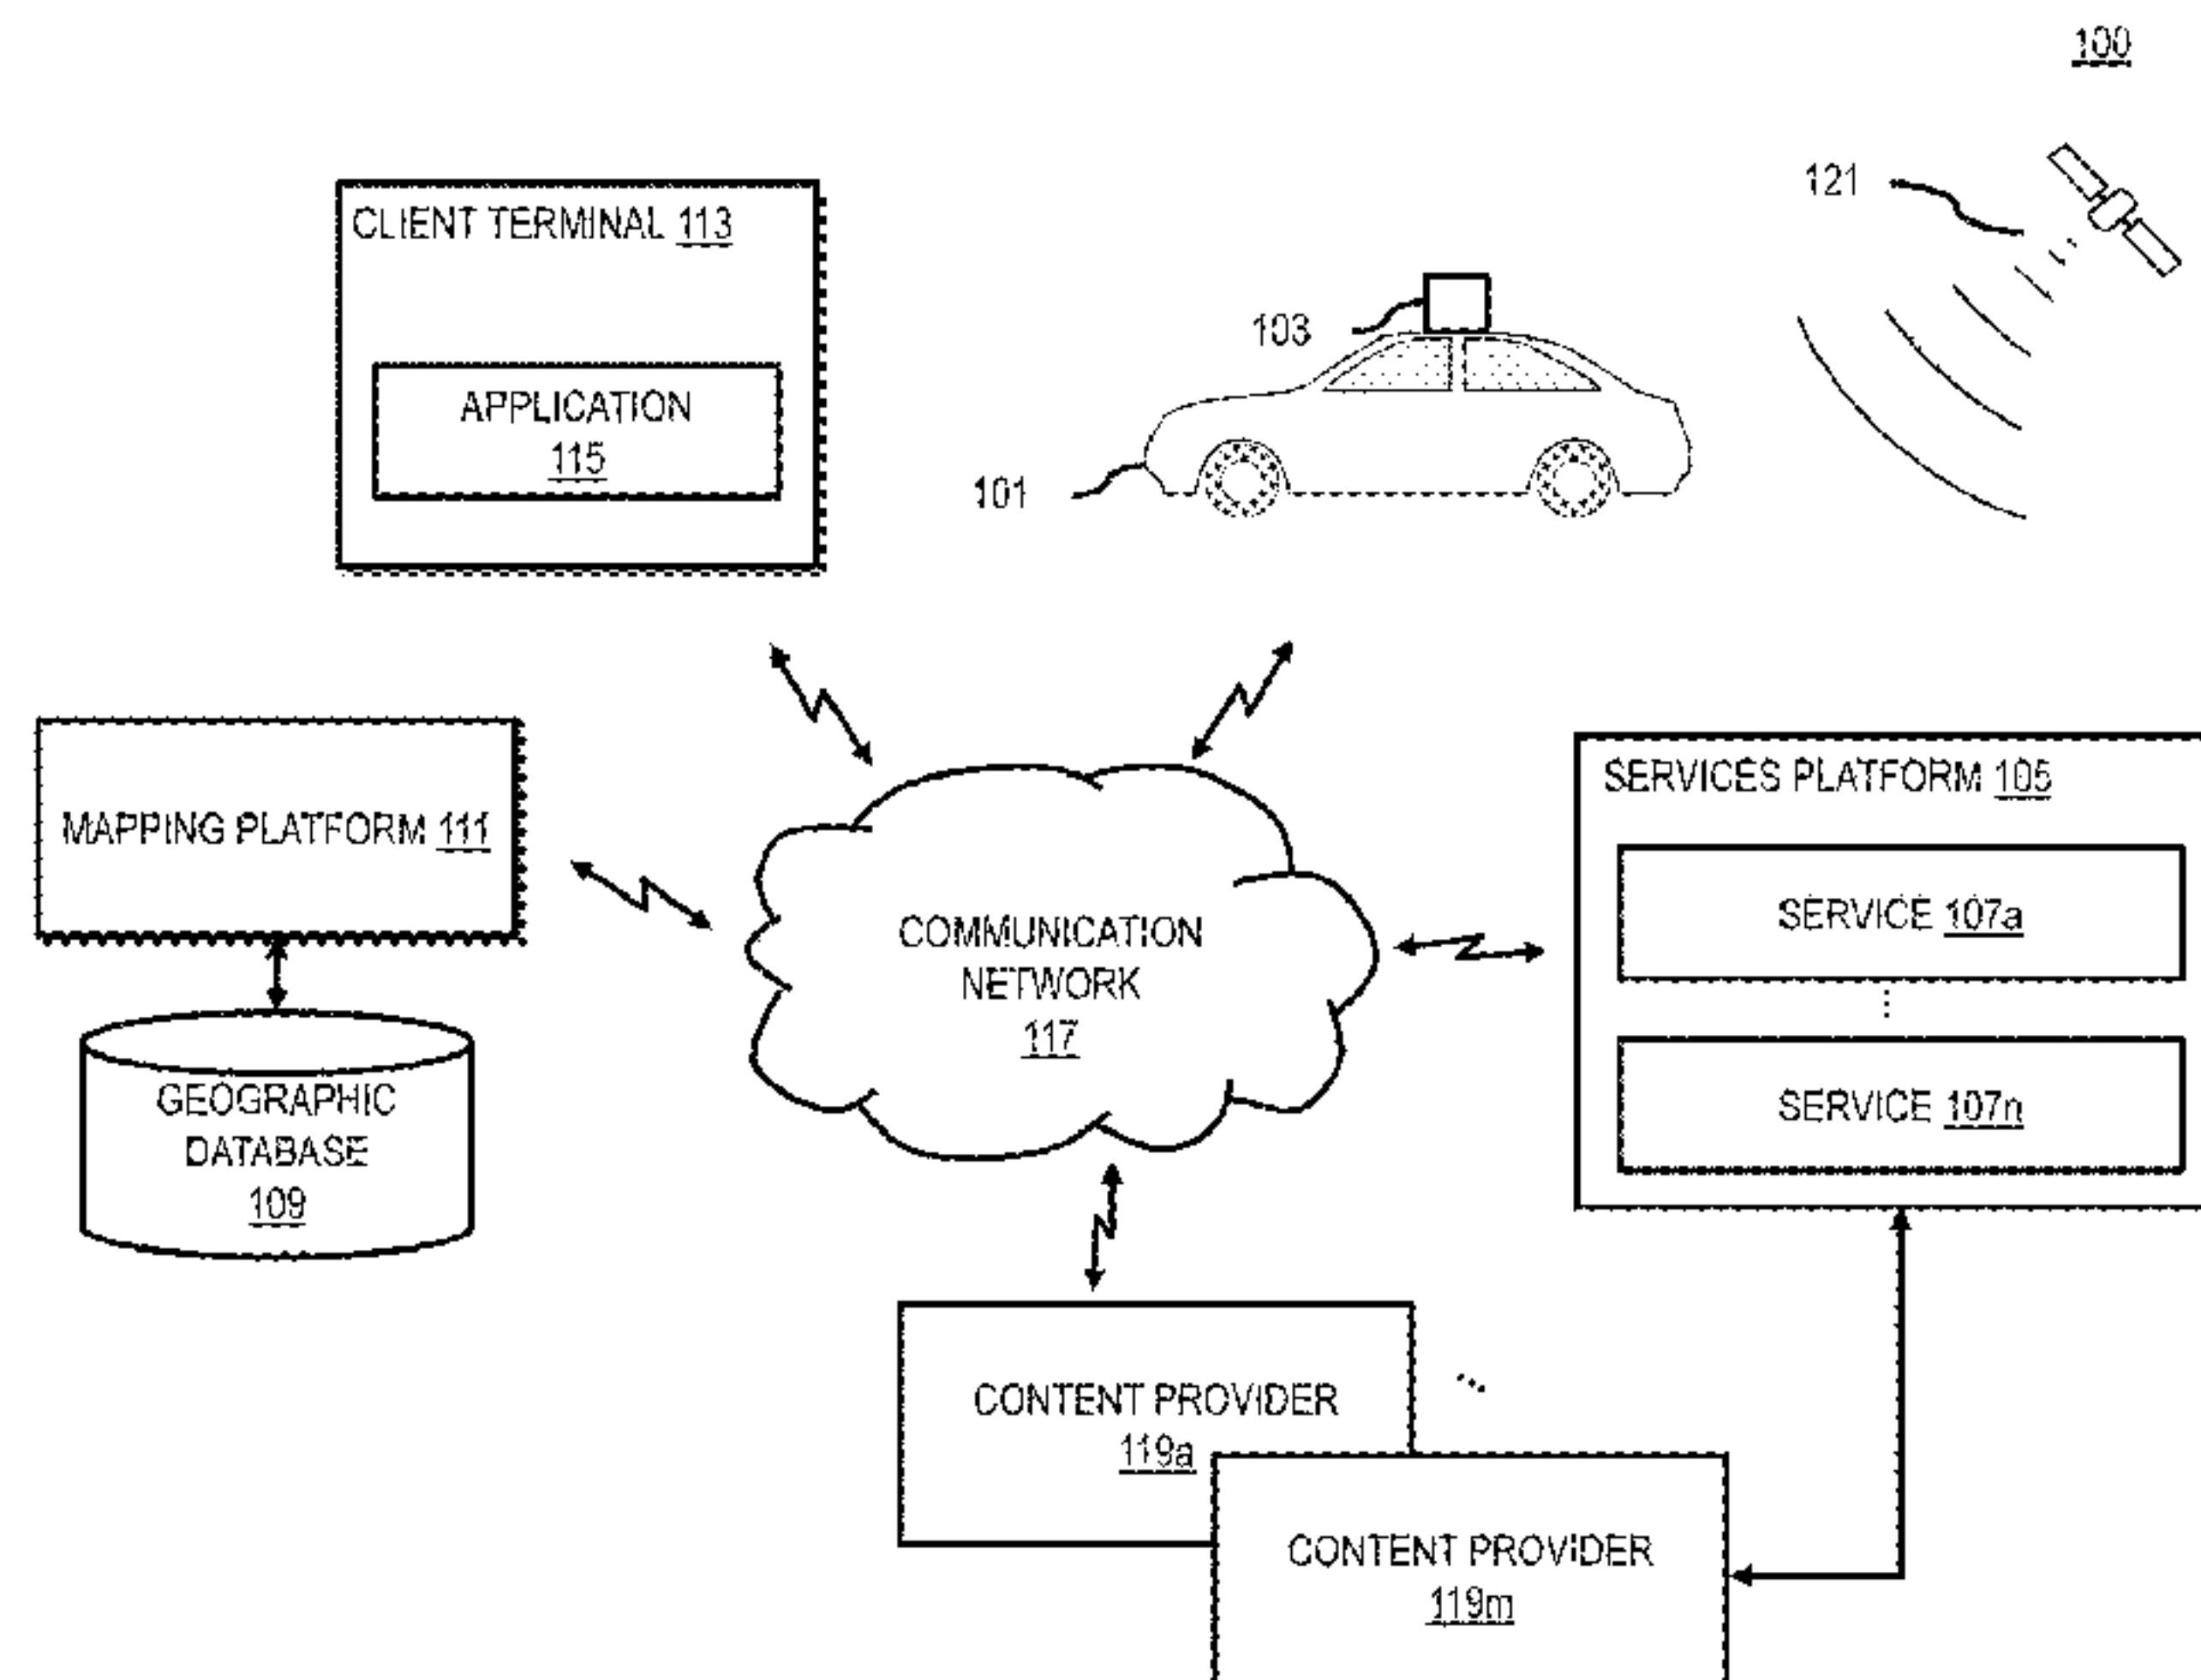 100
CLIENT TERMINAL 113
121
103
APPLICATION
115
101
MAPPING PLATFORM 111
SERVICES PLATFORM 105
SERVICE 107a
COMMUNICATION
NETWORK
117
SERVICE 107n
GEOGRAPHIC
DATABASE
109
CONTENT PROVIDER
119a
CONTENT PROVIDER
119m